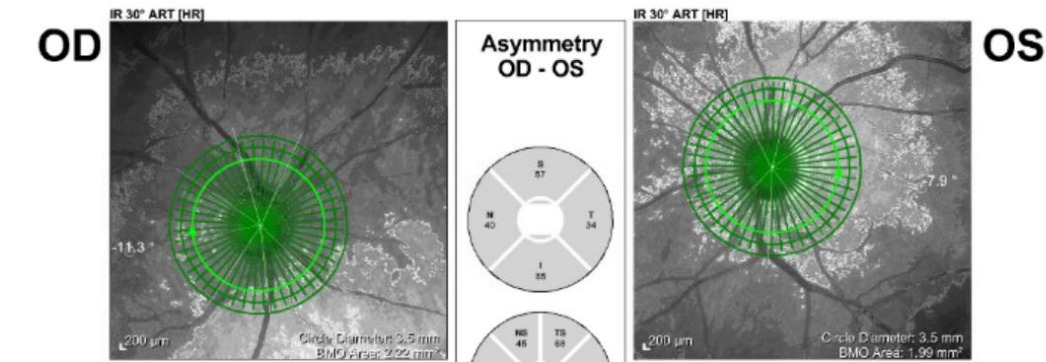 IR 30° ART [HR]
OD
-11.3 °
200 µm
Circle Diameter: 3.5 mm
BMO Area: 2.22 mm²
Asymmetry
OD - OS
S
57
N
40
T
34
I
85
NS
45
TS
68
IR 30° ART [HR]
OS
-7.9 °
200 µm
Circle Diameter: 3.5 mm
BMO Area: 1.99 mm²